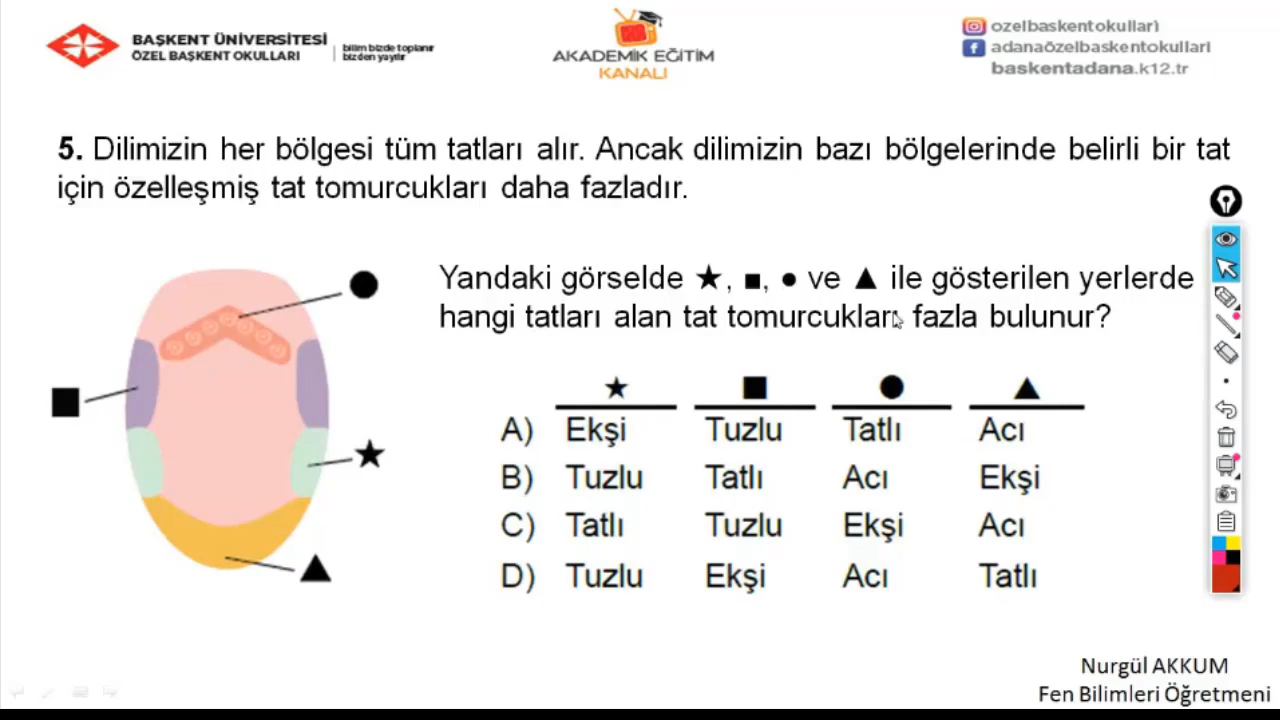 BAŞKENT ÜNİVERSİTESİ
ÖZEL BAŞKENT OKULLARI
bilim bizde toplanır
bizden yayılır
AKADEMİK EĞİTİM
KANALI
ozelbaskentokullari
adanaözelbaskentokullari
baskentadana.k12.tr
5. Dilimizin her bölgesi tüm tatları alır. Ancak dilimizin bazı bölgelerinde belirli bir tat
için özelleşmiş tat tomurcukları daha fazladır.
Yandaki görselde ★, ■, ● ve ▲ ile gösterilen yerlerde
hangi tatları alan tat tomurcukları fazla bulunur?
★ ■ ● ▲
A) Ekşi Tuzlu Tatlı Acı
B) Tuzlu Tatlı Acı Ekşi
C) Tatlı Tuzlu Ekşi Acı
D) Tuzlu Ekşi Acı Tatlı
Nurgül AKKUM
Fen Bilimleri Öğretmeni